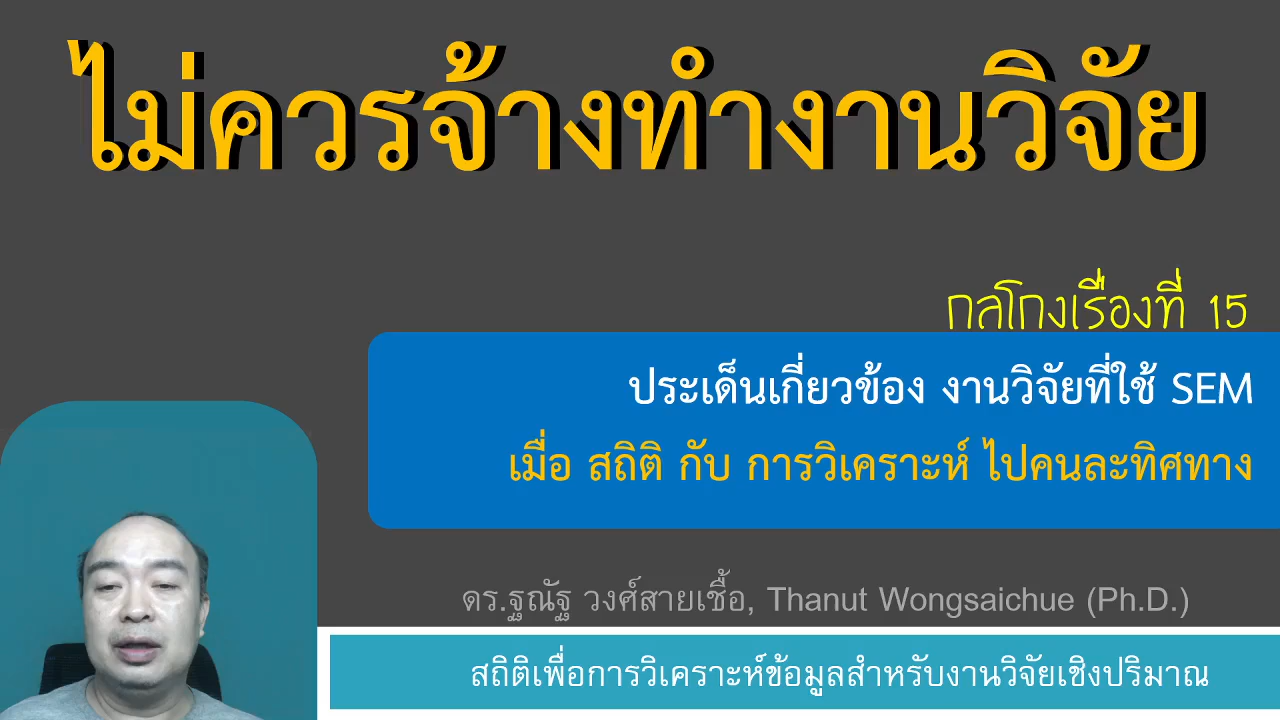 ไม่ควรจ้างทำงานวิจัย
กลโกงเรื่องที่ 15
ประเด็นเกี่ยวข้อง งานวิจัยที่ใช้ SEM
เมื่อ สถิติ กับ การวิเคราะห์ ไปคนละทิศทาง
ดร.ฐณัฐ วงศ์สายเชื้อ, Thanut Wongsaichue (Ph.D.)
สถิติเพื่อการวิเคราะห์ข้อมูลสำหรับงานวิจัยเชิงปริมาณ